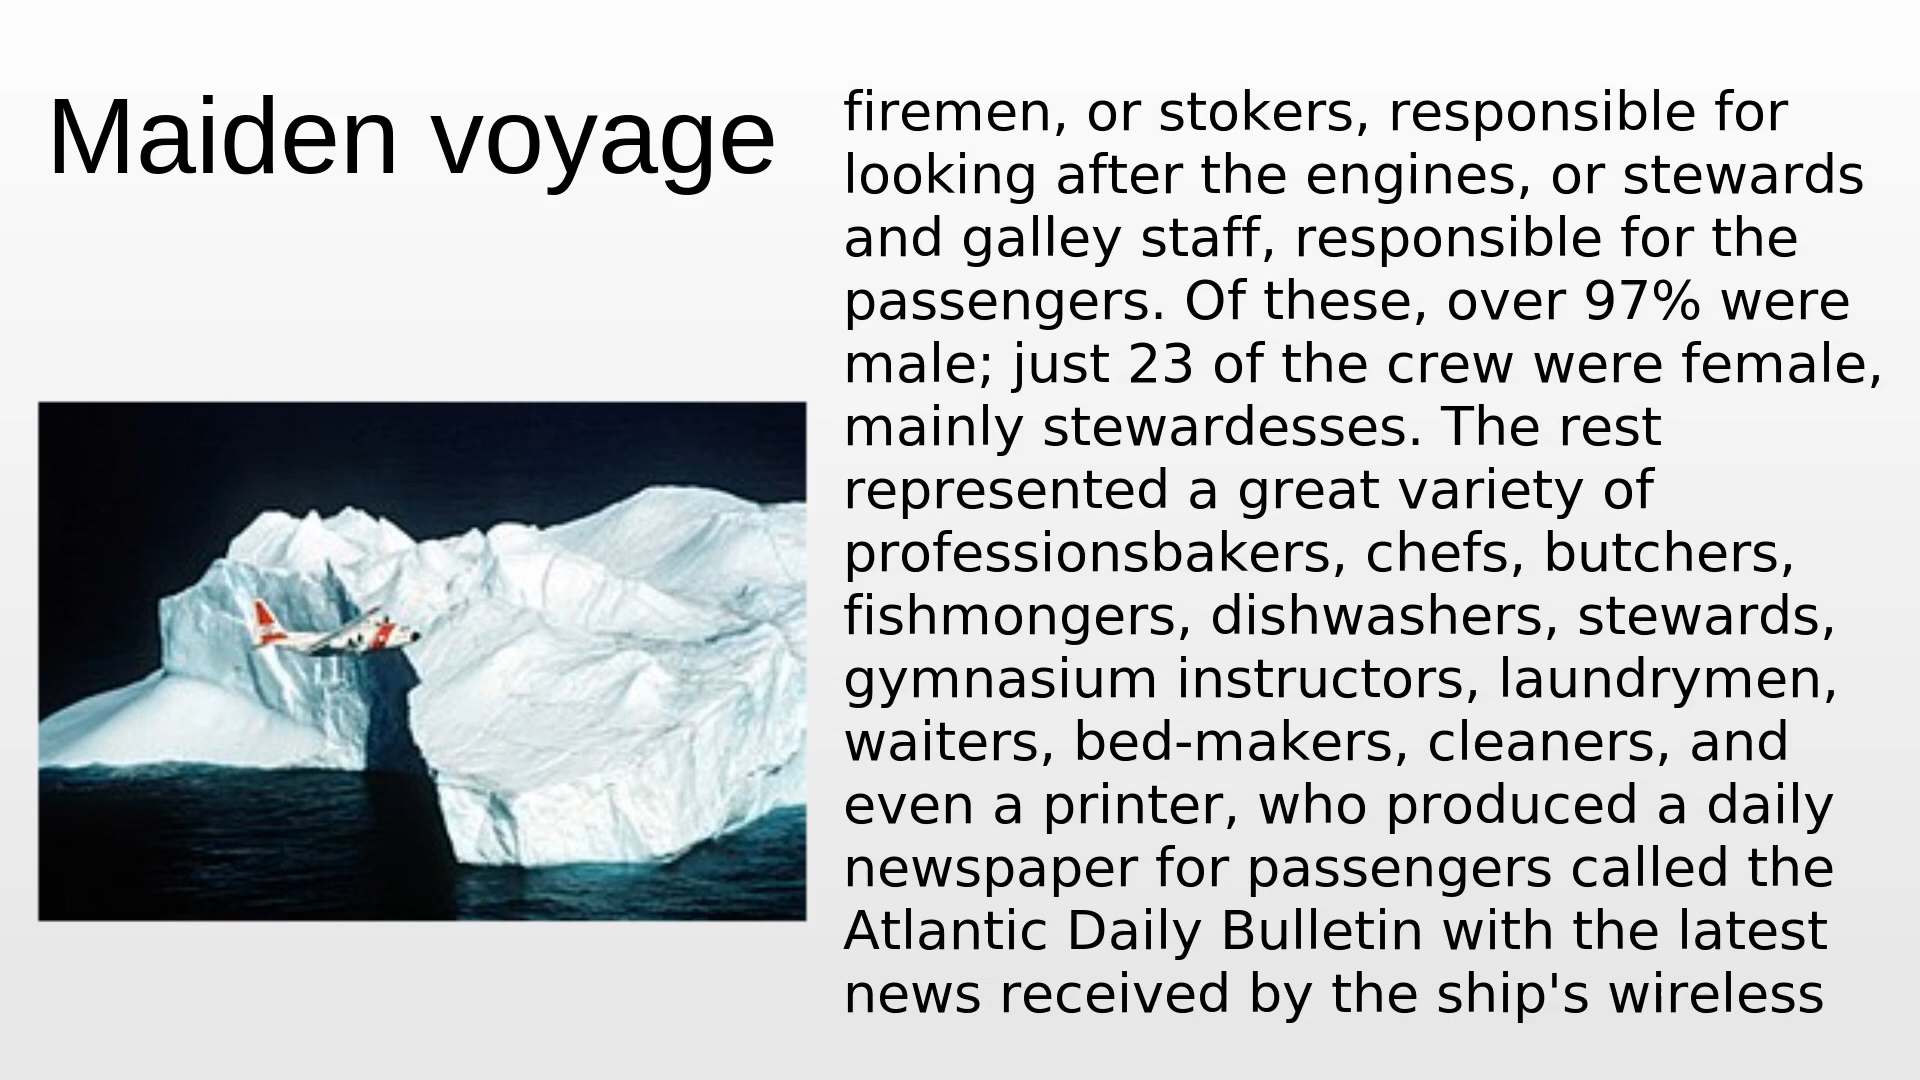 Maiden voyage
firemen, or stokers, responsible for
looking after the engines, or stewards
and galley staff, responsible for the
passengers. Of these, over 97% were
male; just 23 of the crew were female,
mainly stewardesses. The rest
represented a great variety of
professionsbakers, chefs, butchers,
fishmongers, dishwashers, stewards,
gymnasium instructors, laundrymen,
waiters, bed-makers, cleaners, and
even a printer, who produced a daily
newspaper for passengers called the
Atlantic Daily Bulletin with the latest
news received by the ship's wireless